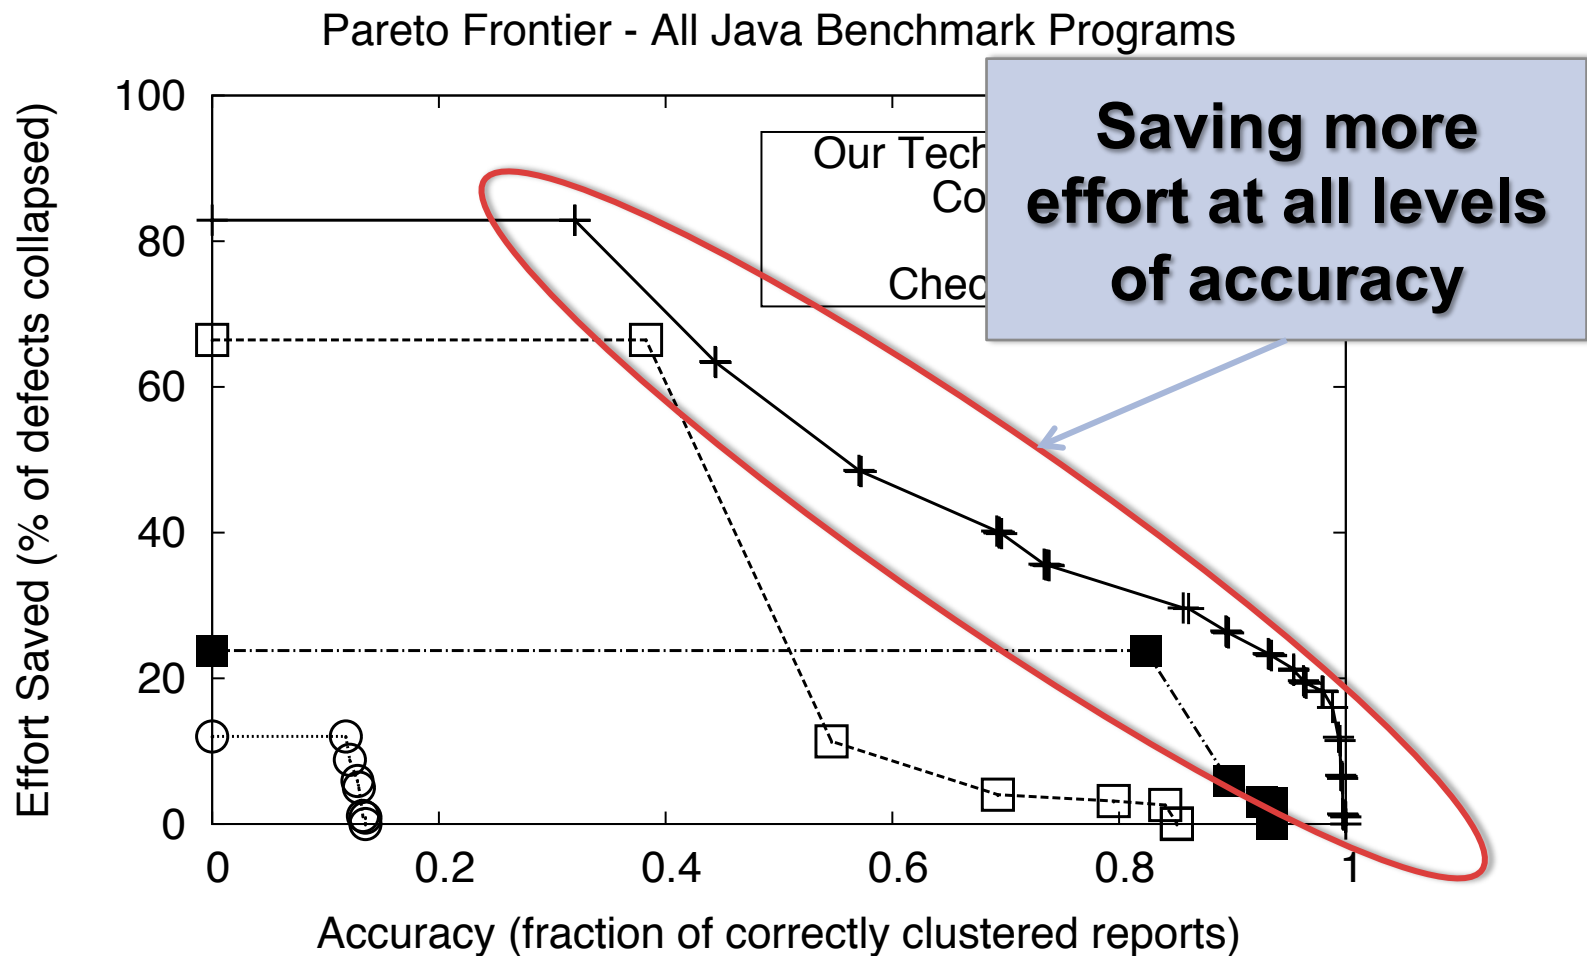 Pareto Frontier - All Java Benchmark Programs
Saving more
effort at all levels
of accuracy
Our Tech
Co
Chec
Effort Saved (% of defects collapsed)
100
80
60
40
20
0
0 0.2 0.4 0.6 0.8 1
Accuracy (fraction of correctly clustered reports)